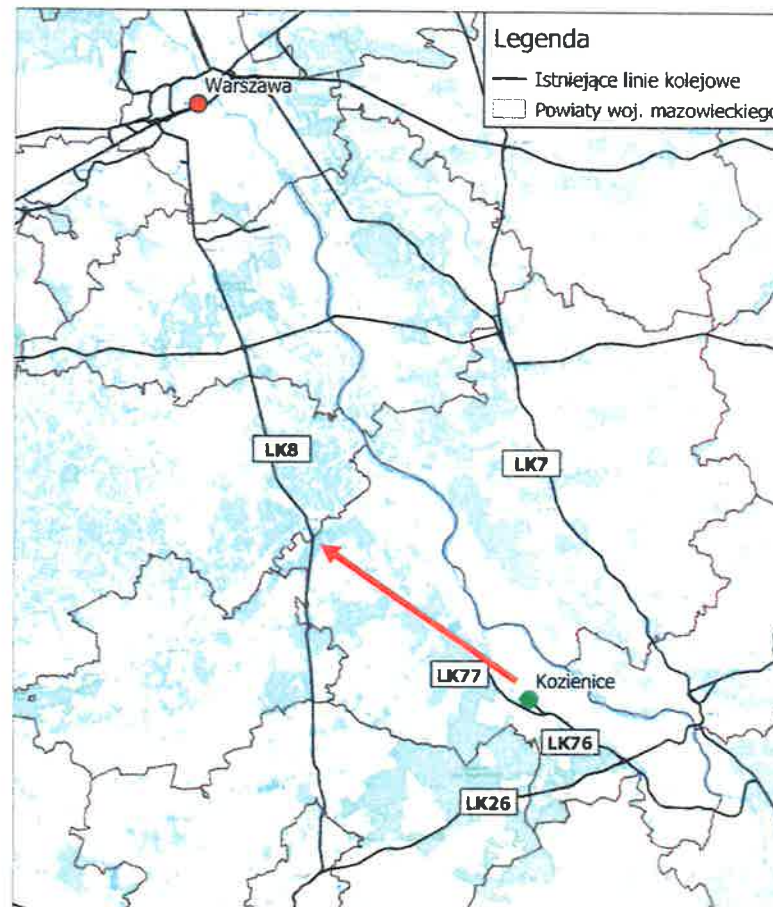 Legenda
Istniejące linie kolejowe
Powiaty woj. mazowieckiego
Warszawa
LK8
LK7
LK77
Kozienice
LK76
LK26